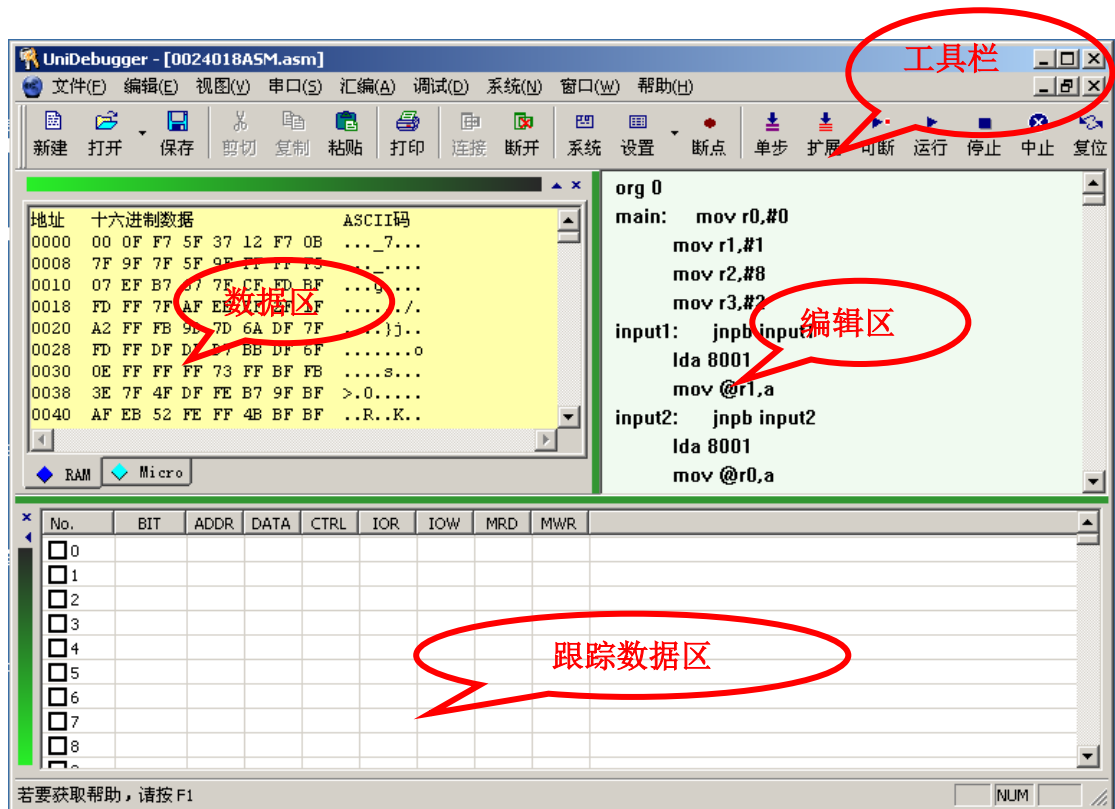 UniDebugger - [0024018ASM.asm]
工具栏
文件(F) 编辑(E) 视图(V) 串口(S) 汇编(A) 调试(D) 系统(N) 窗口(W) 帮助(H)
新建 打开 保存 剪切 复制 粘贴 打印 连接 断开 系统 设置 断点 单步 扩展 可断 运行 停止 中止 复位
地址 十六进制数据 ASCII码
0000 00 0F F7 5F 37 12 F7 0B ..._7...
0008 7F 9F 7F 5F 9F ..._....
0010 07 EF B7 7F CF FD BF
0018 FD FF 7F AF
0020 A2 FF FB 7D 6A DF 7F ....}j..
0028 FD FF DF BB DF 6F .......o
0030 0E FF FF FF 73 FF BF FB ....s...
0038 3E 7F 4F DF FE B7 9F BF >.O.....
0040 AF EB 52 FE FF 4B BF BF ..R..K..
数据区
RAM Micro
org 0
main: mov r0,#0
mov r1,#1
mov r2,#8
mov r3,#2
input1: jnpb
lda 8001
mov @r1,a
input2: jnpb input2
lda 8001
mov @r0,a
编辑区
No. BIT ADDR DATA CTRL IOR IOW MRD MWR
0
1
2
3
4
5
6
7
8
跟踪数据区
若要获取帮助，请按 F1
NUM